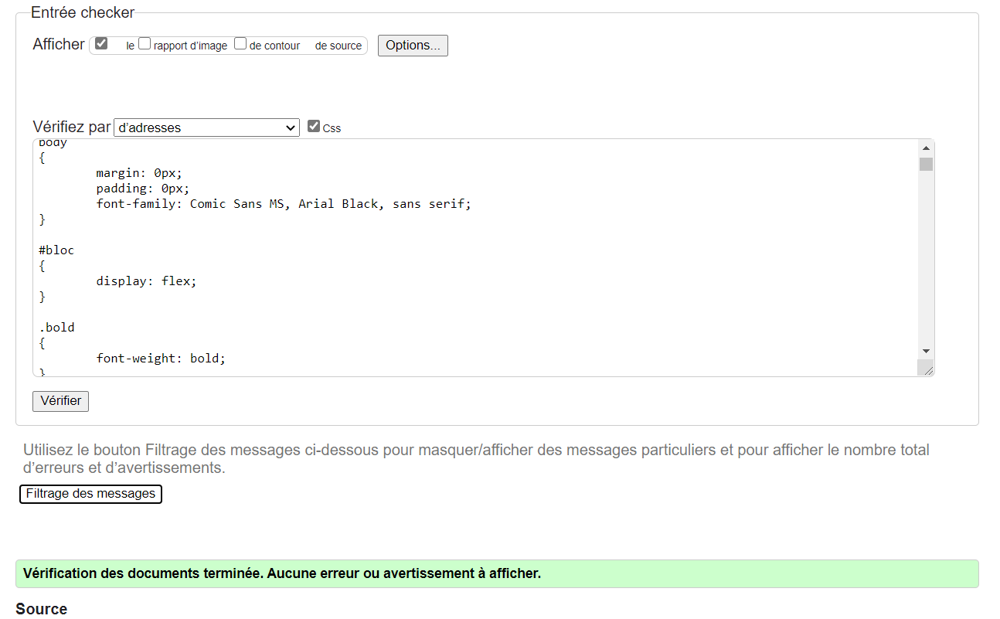 Entrée checker
Afficher le rapport d’image de contour de source Options...
Vérifiez par d’adresses Css
body
{
margin: 0px;
padding: 0px;
font-family: Comic Sans MS, Arial Black, sans serif;
}
#bloc
{
display: flex;
}
.bold
{
font-weight: bold;
}
Vérifier
Utilisez le bouton Filtrage des messages ci-dessous pour masquer/afficher des messages particuliers et pour afficher le nombre total
d’erreurs et d’avertissements.
Filtrage des messages
Vérification des documents terminée. Aucune erreur ou avertissement à afficher.
Source